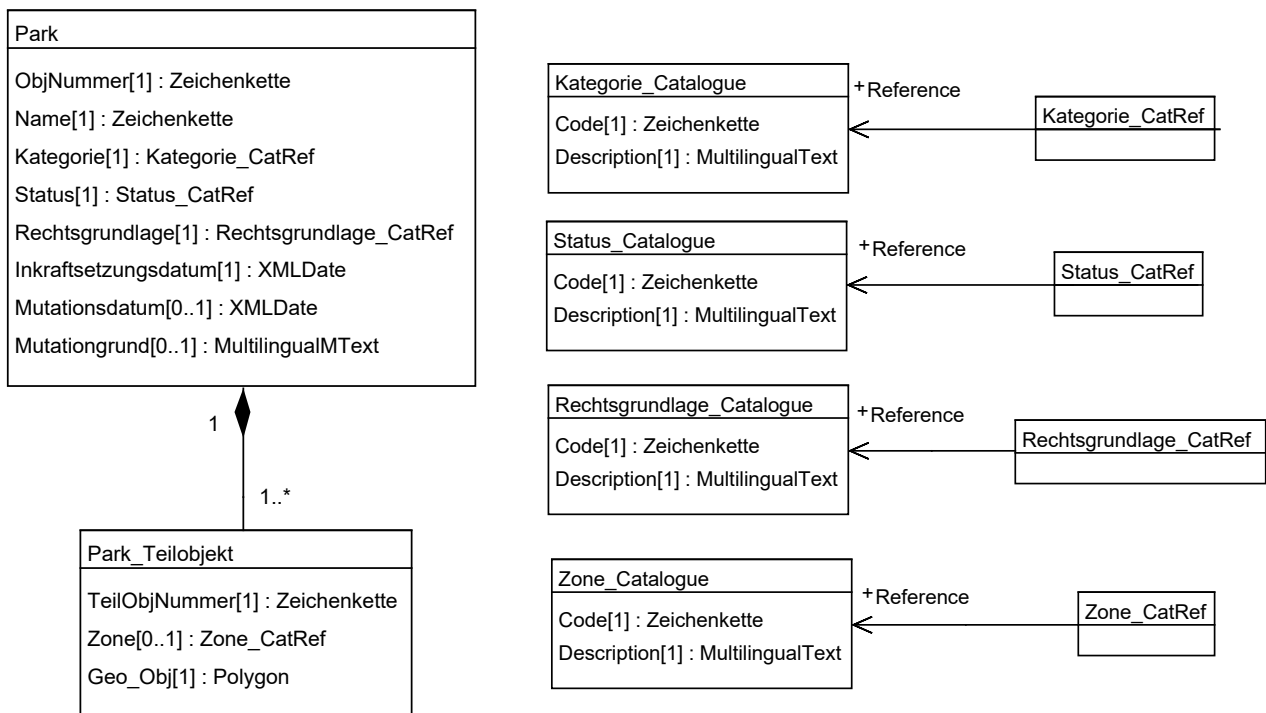 Park
ObjNummer[1] : Zeichenkette
Name[1] : Zeichenkette
Kategorie[1] : Kategorie_CatRef
Status[1] : Status_CatRef
Rechtsgrundlage[1] : Rechtsgrundlage_CatRef
Inkraftsetzungsdatum[1] : XMLDate
Mutationsdatum[0..1] : XMLDate
Mutationgrund[0..1] : MultilingualMText
1
1..*
Park_Teilobjekt
TeilObjNummer[1] : Zeichenkette
Zone[0..1] : Zone_CatRef
Geo_Obj[1] : Polygon
Kategorie_Catalogue
Code[1] : Zeichenkette
Description[1] : MultilingualText
+Reference
Kategorie_CatRef
Status_Catalogue
Code[1] : Zeichenkette
Description[1] : MultilingualText
+Reference
Status_CatRef
Rechtsgrundlage_Catalogue
Code[1] : Zeichenkette
Description[1] : MultilingualText
+Reference
Rechtsgrundlage_CatRef
Zone_Catalogue
Code[1] : Zeichenkette
Description[1] : MultilingualText
+Reference
Zone_CatRef